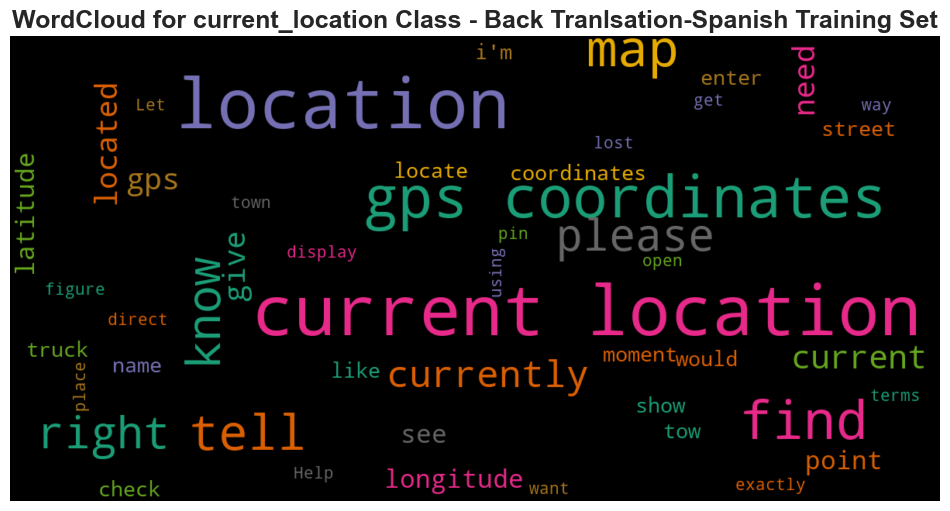 WordCloud for current_location Class - Back Tranlsation-Spanish Training Set
i'm
map
need
enter
location
located
Let
get
way
street
lost
locate
coordinates
gps
latitude
gps coordinates
town
please
pin
give
display
using
open
know
figure
current location
direct
truck
name
place
like
currently
moment
would
current
terms
show
find
right
tell
see
tow
point
Help
longitude
check
want
exactly